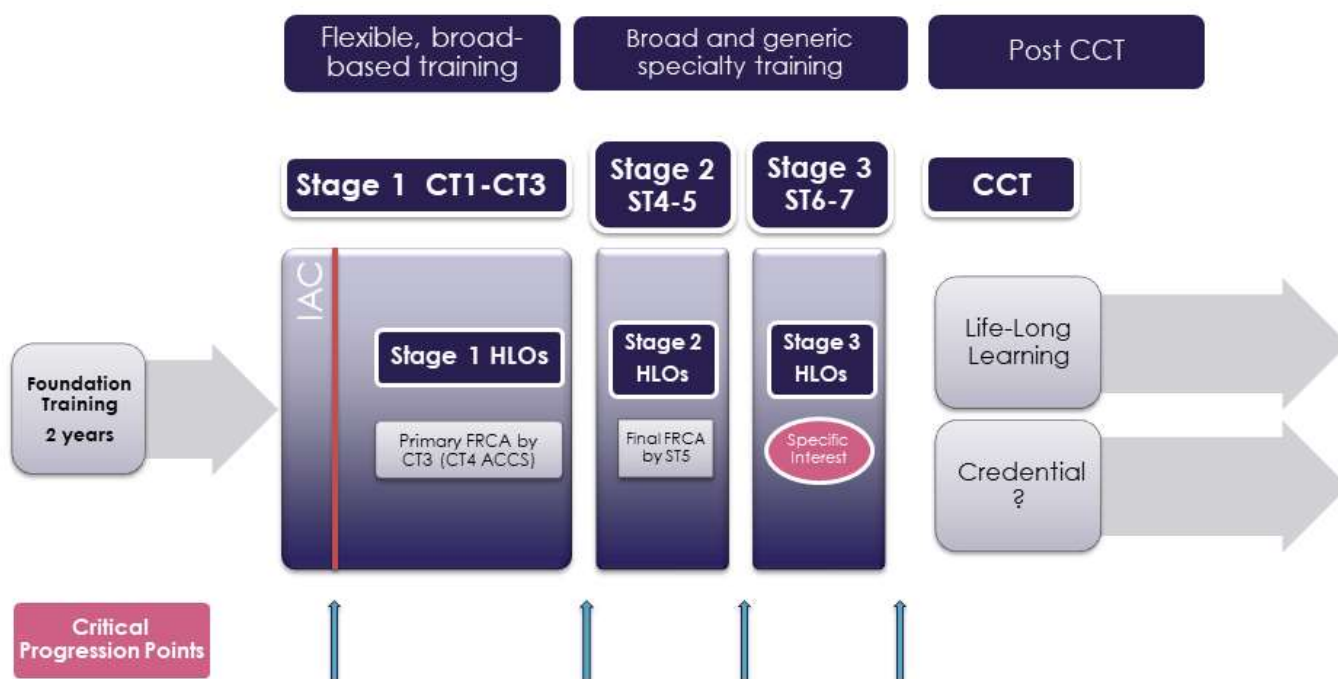 Flexible, broad-
based training
Broad and generic
specialty training
Post CCT
Stage 1 CT1-CT3
Stage 2
ST4-5
Stage 3
ST6-7
CCT
IAC
Foundation
Training
2 years
Stage 1 HLOs
Primary FRCA by
CT3 (CT4 ACCS)
Stage 2
HLOs
Final FRCA
by ST5
Stage 3
HLOs
Specific
Interest
Life-Long
Learning
Credential
?
Critical
Progression Points